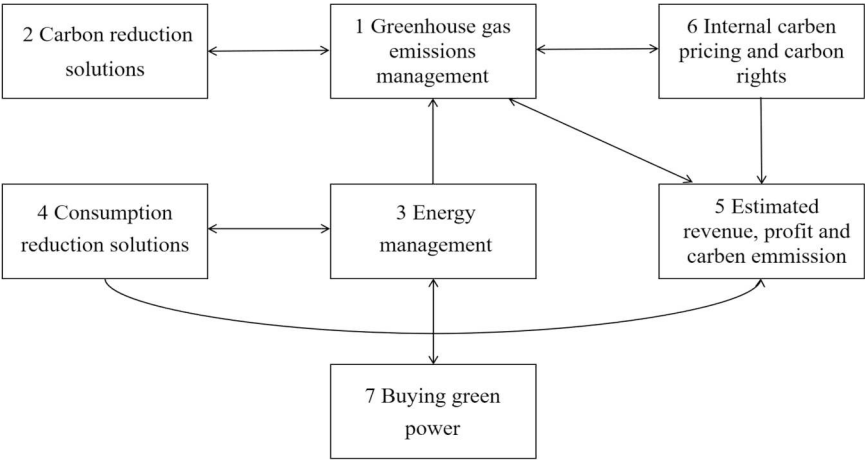 2 Carbon reduction
solutions
1 Greenhouse gas
emissions
management
6 Internal carben
pricing and carbon
rights
4 Consumption
reduction solutions
3 Energy
management
5 Estimated
revenue, profit and
carben emmission
7 Buying green
power